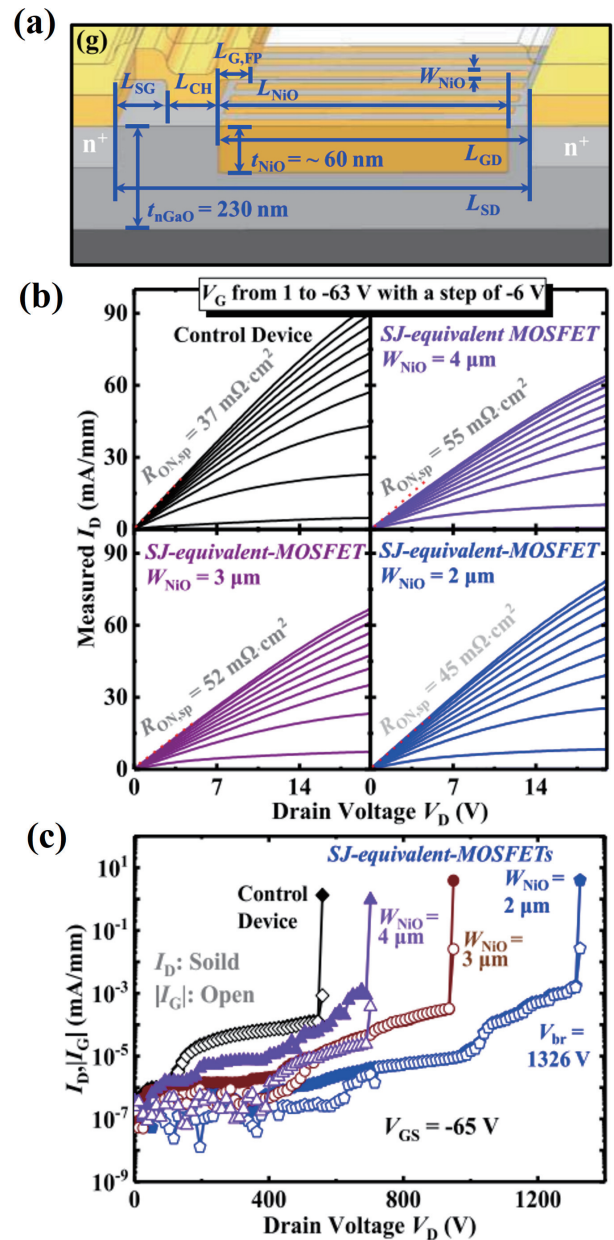 (a)
(g)
L_G,FP
L_SG
L_CH
W_NiO
L_NiO
n⁺
t_NiO = ~ 60 nm
L_GD
n⁺
t_nGaO = 230 nm
L_SD
(b)
V_G from 1 to -63 V with a step of -6 V
90
60
30
0
Control Device
R_ON,sp = 37 mΩ·cm²
SJ-equivalent MOSFET
W_NiO = 4 µm
R_ON,sp = 55 mΩ·cm²
Measured I_D (mA/mm)
90
60
30
0
SJ-equivalent-MOSFET
W_NiO = 3 µm
R_ON,sp = 52 mΩ·cm²
SJ-equivalent-MOSFET
W_NiO = 2 µm
R_ON,sp = 45 mΩ·cm²
0 7 14 0 7 14
Drain Voltage V_D (V) Drain Voltage V_D (V)
(c)
I_D,|I_G| (mA/mm)
10¹
10⁻¹
10⁻³
10⁻⁵
10⁻⁷
10⁻⁹
SJ-equivalent-MOSFETs
Control
Device
W_NiO =
4 µm
W_NiO =
3 µm
W_NiO =
2 µm
I_D: Soild
|I_G|: Open
V_br =
1326 V
V_GS = -65 V
0 400 800 1200
Drain Voltage V_D (V)